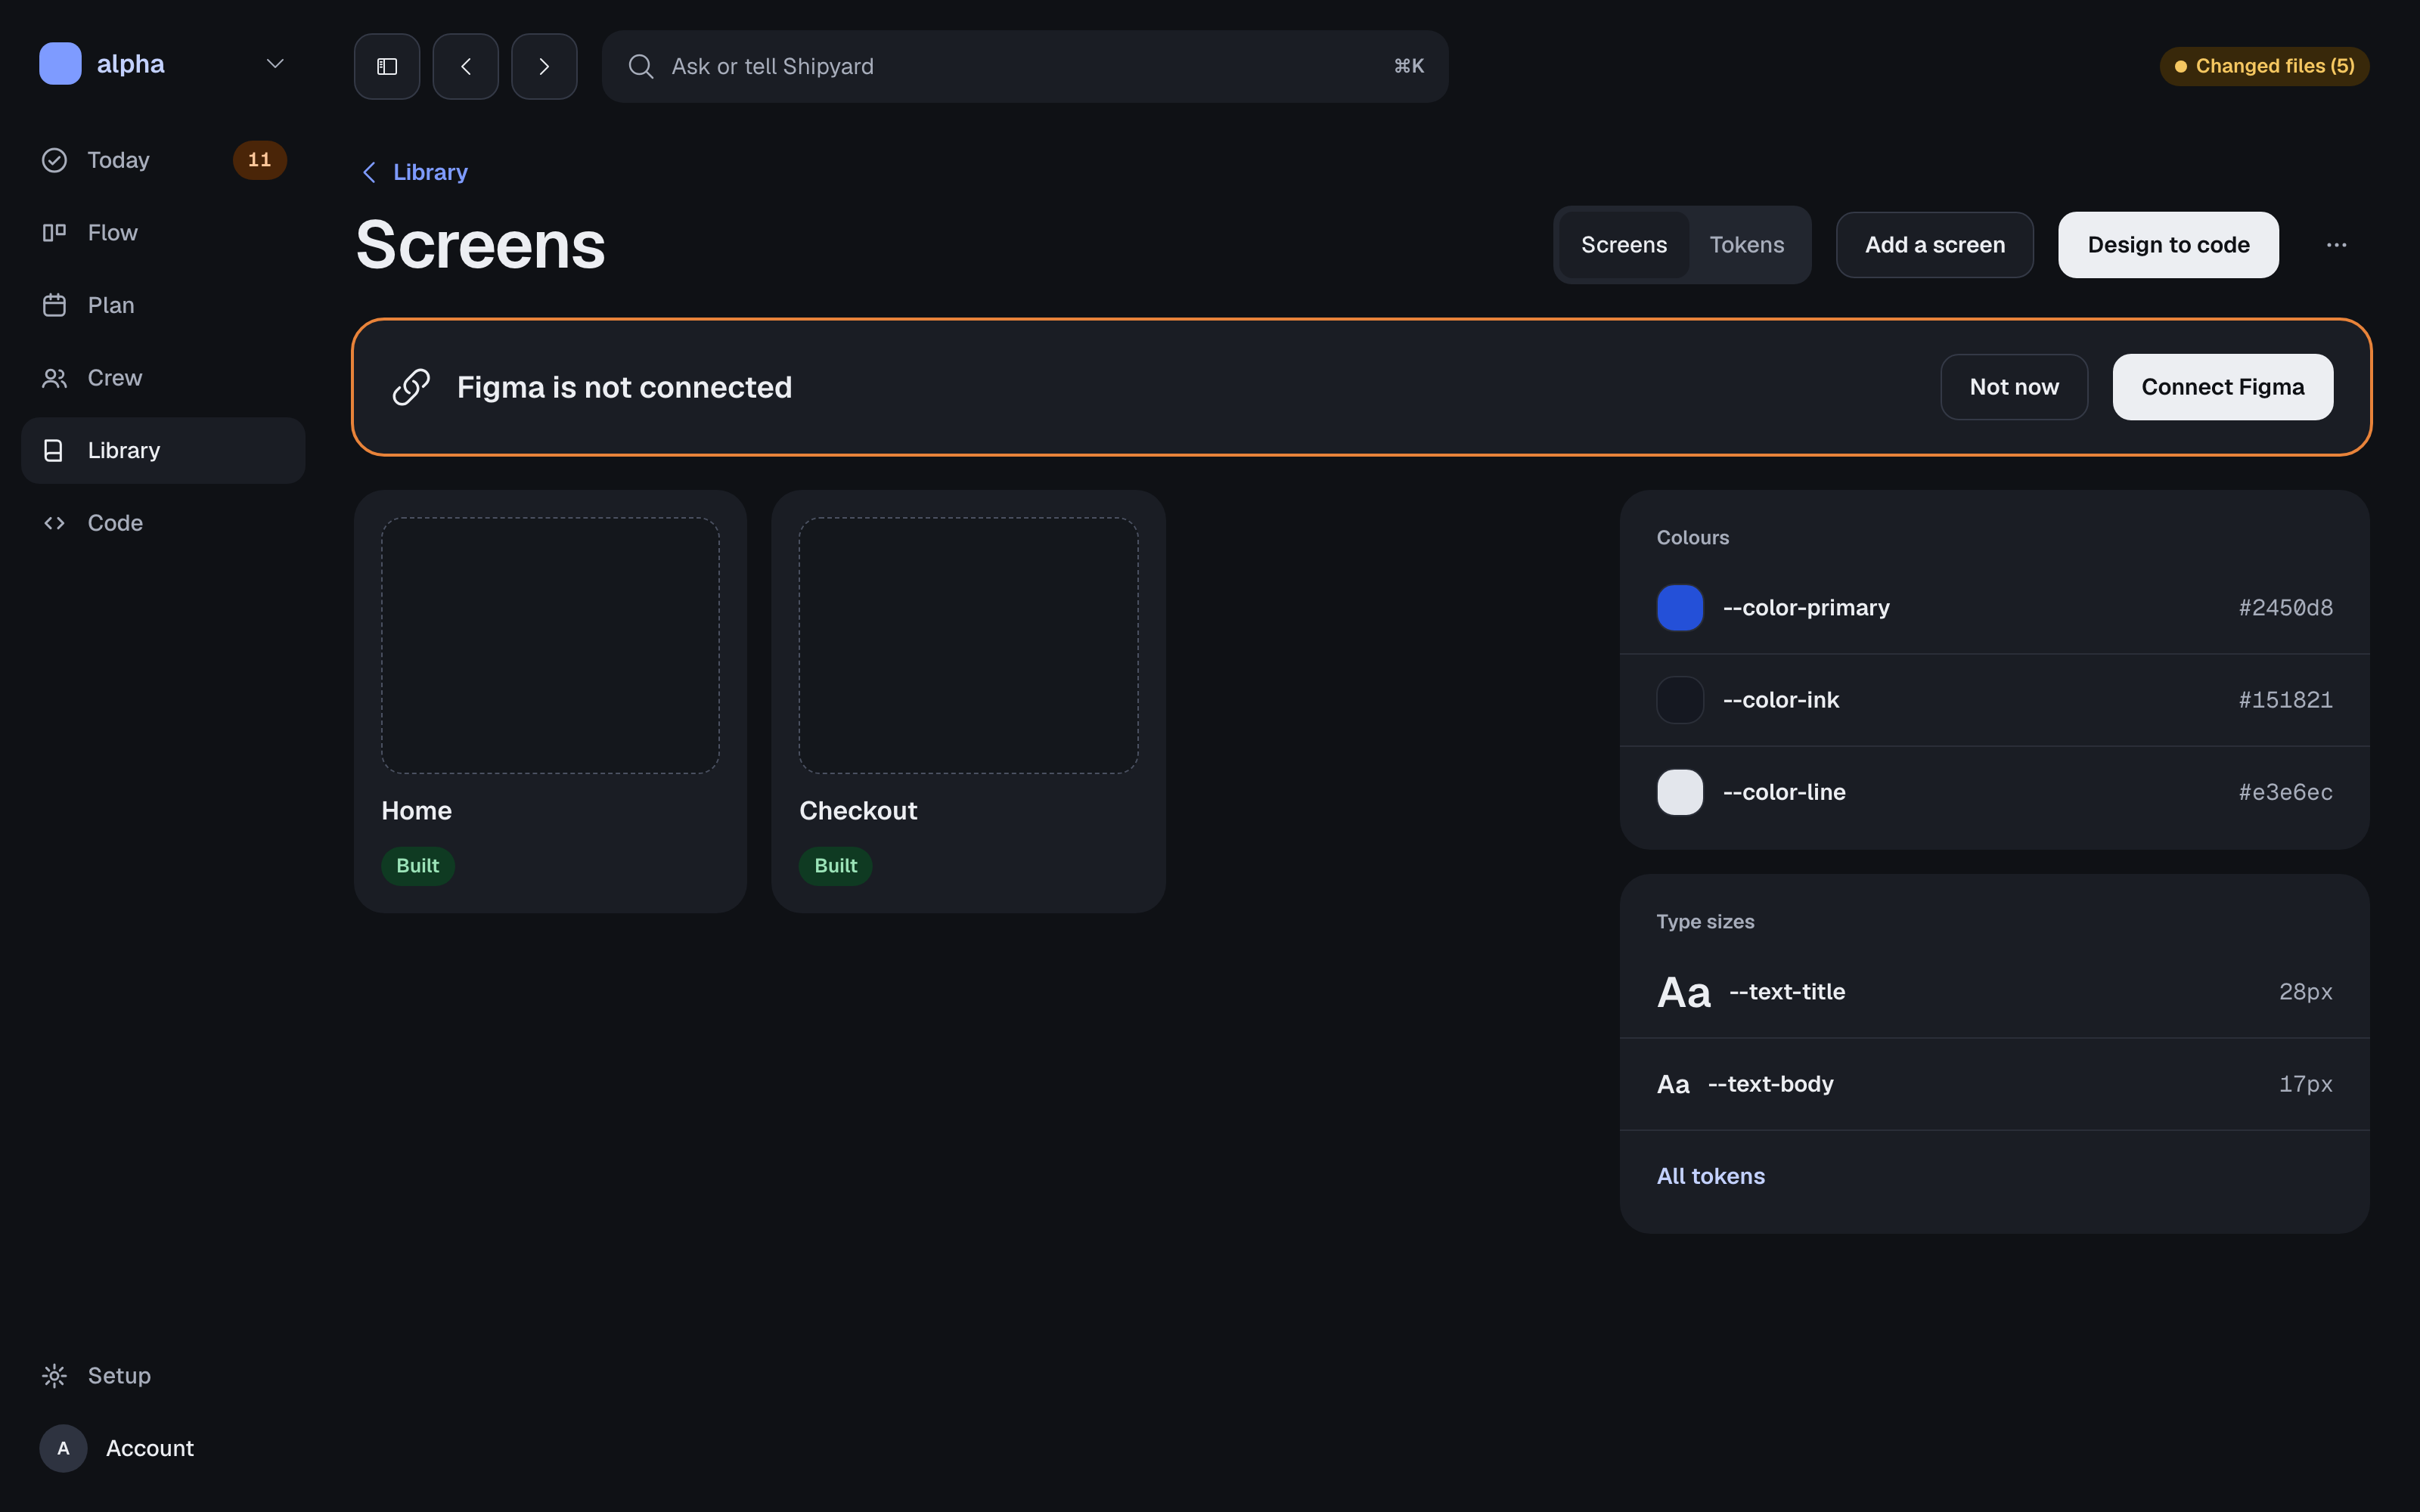 alpha
Ask or tell Shipyard
⌘K
Changed files (5)
Today
11
Flow
Plan
Crew
Library
Code
Setup
A
Account
Library
Screens
Screens
Tokens
Add a screen
Design to code
Figma is not connected
Not now
Connect Figma
Home
Built
Checkout
Built
Colours
--color-primary
#2450d8
--color-ink
#151821
--color-line
#e3e6ec
Type sizes
Aa
--text-title
28px
Aa
--text-body
17px
All tokens